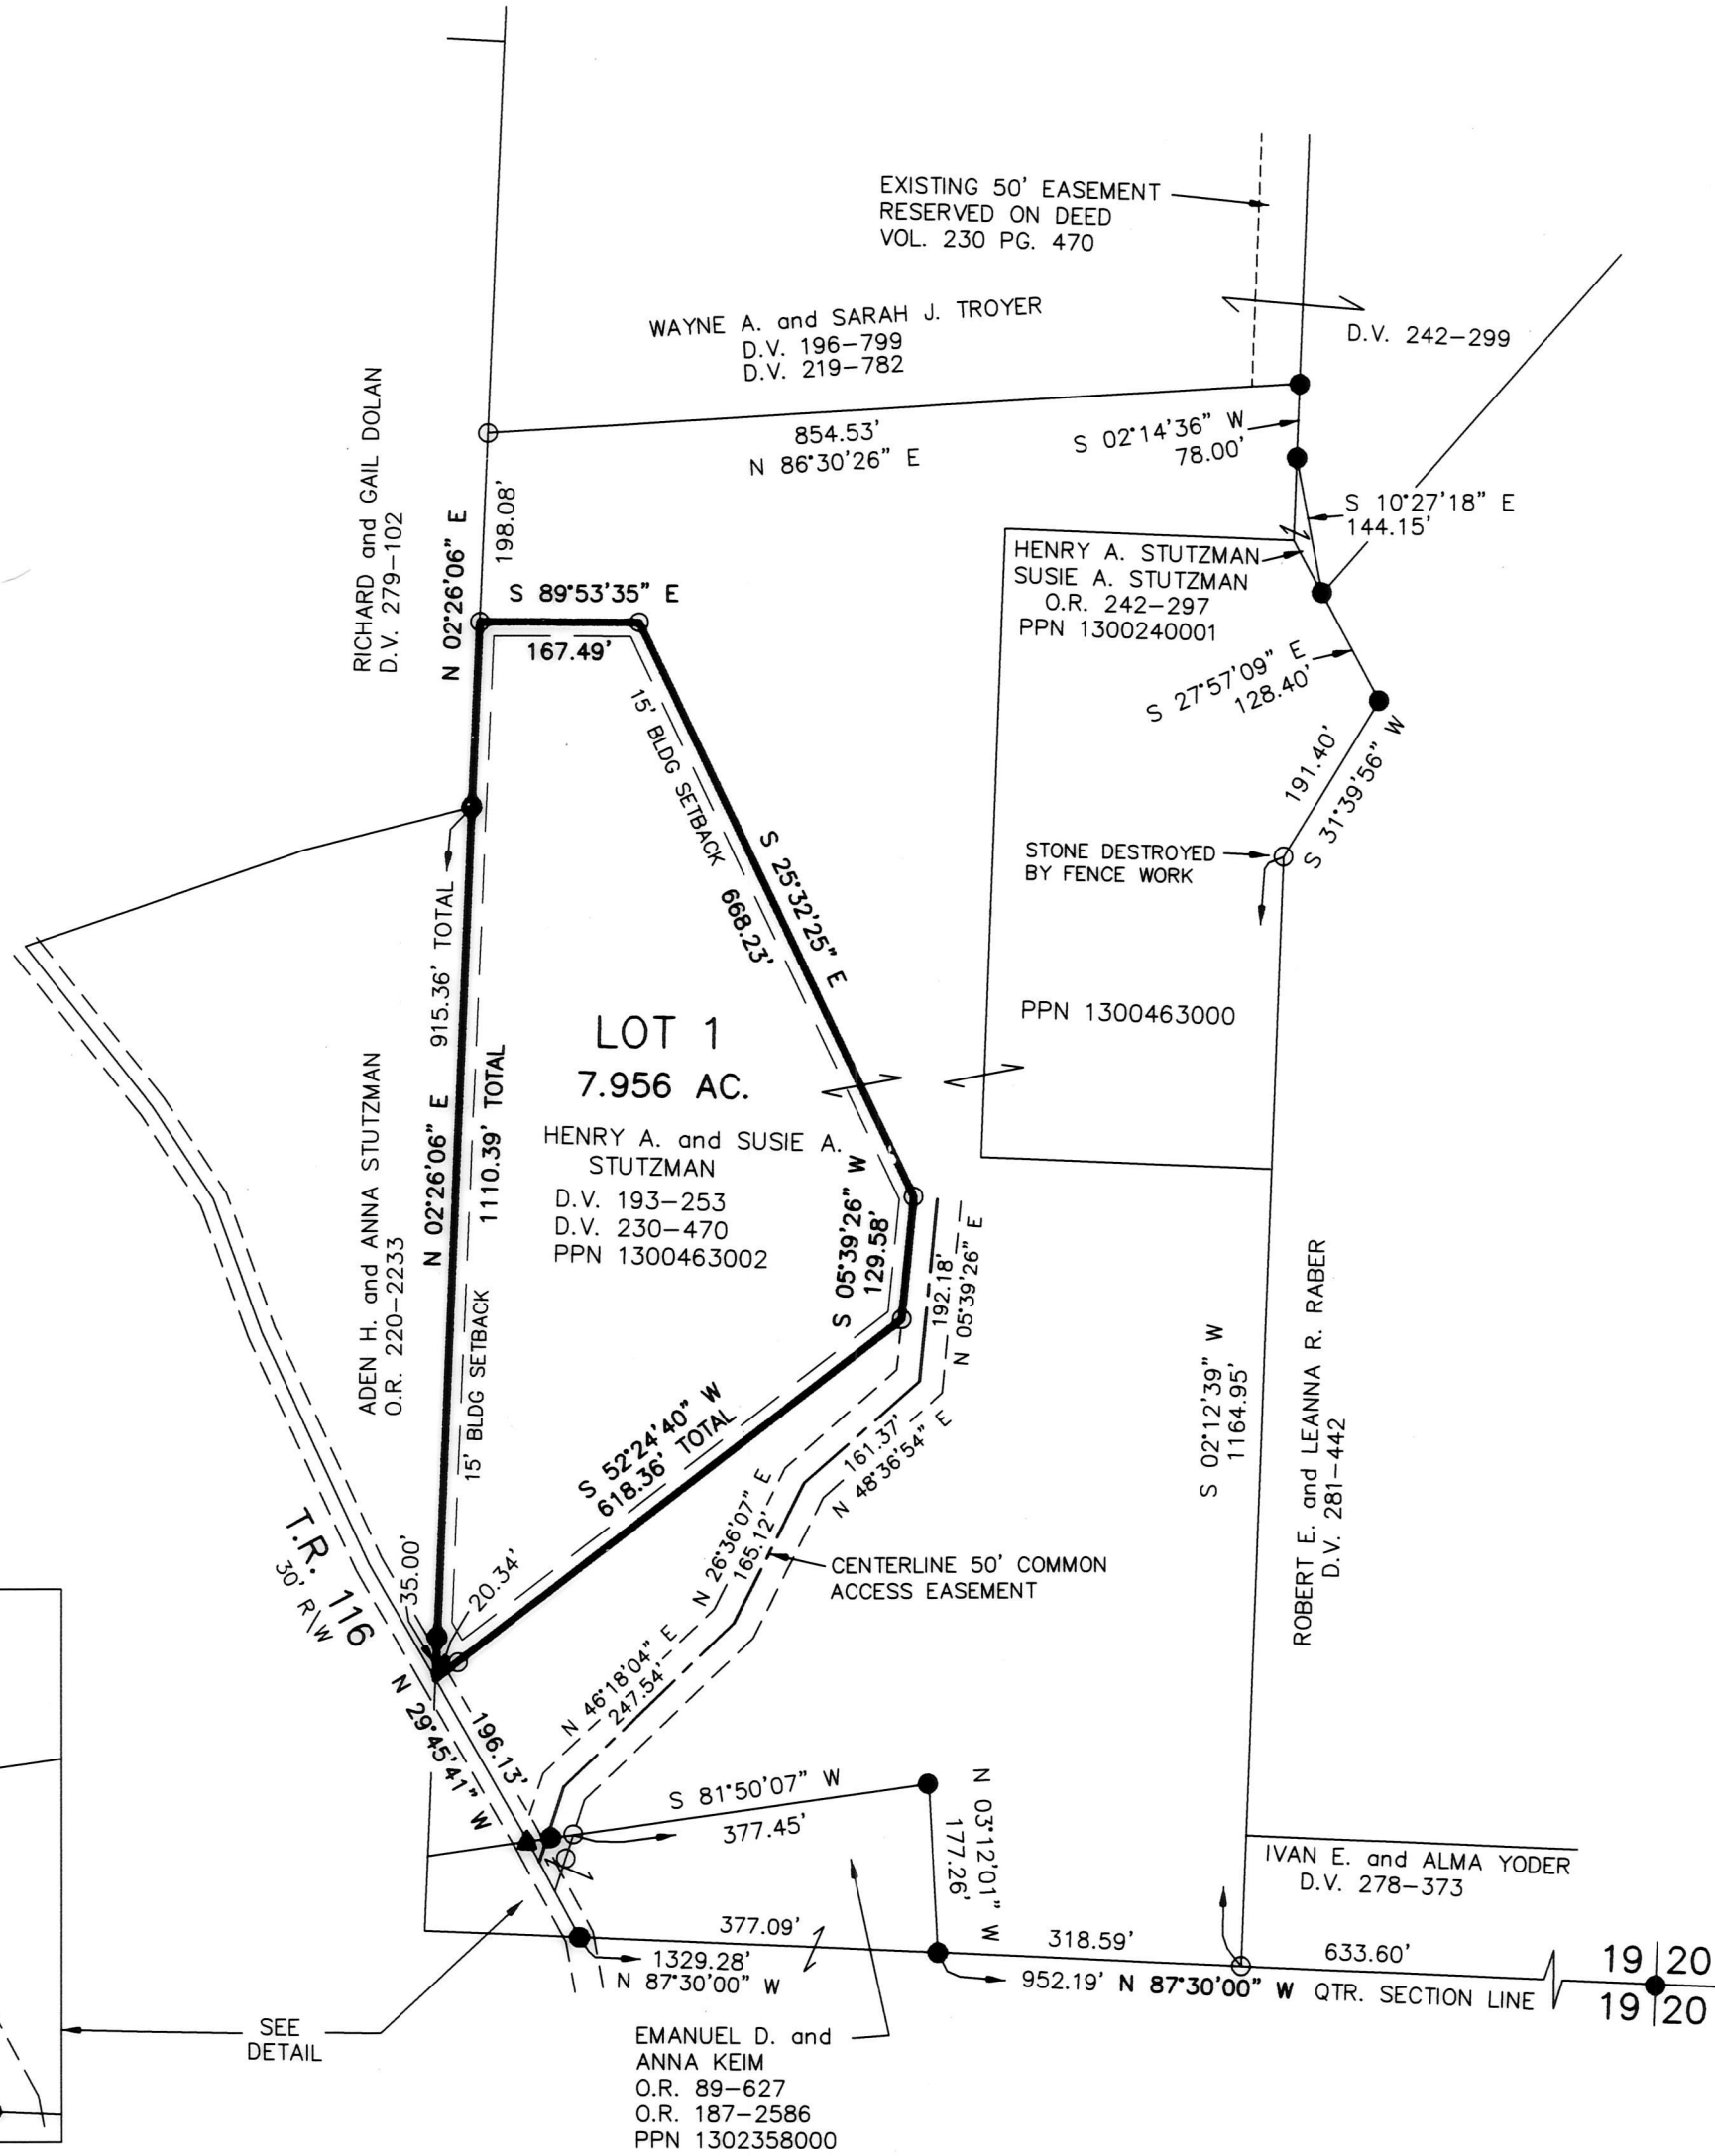 EXISTING 50' EASEMENT
RESERVED ON DEED
VOL. 230 PG. 470
WAYNE A. and SARAH J. TROYER
D.V. 196-799
D.V. 219-782
D.V. 242-299
854.53'
N 86°30'26" E
S 02°14'36" W
78.00'
RICHARD and GAIL DOLAN
D.V. 279-102
N 02°26'06" E
198.08'
S 10°27'18" E
144.15'
HENRY A. STUTZMAN
SUSIE A. STUTZMAN
O.R. 242-297
PPN 1300240001
S 89°53'35" E
167.49'
S 27°57'09" E
128.40'
191.40'
S 31°39'56" W
15' BLDG SETBACK
S 25°32'25" E
668.23'
STONE DESTROYED
BY FENCE WORK
915.36' TOTAL
N 02°26'06" E
1110.39' TOTAL
PPN 1300463000
LOT 1
7.956 AC.
HENRY A. and SUSIE A.
STUTZMAN
D.V. 193-253
D.V. 230-470
PPN 1300463002
ADEN H. and ANNA STUTZMAN
O.R. 220-2233
S 05°39'26" W
129.58'
192.18'
N 05°39'26" E
15' BLDG SETBACK
S 02°12'39" W
1164.95'
ROBERT E. and LEANNA R. RABER
D.V. 281-442
S 52°24'40" W
618.36' TOTAL
161.37'
N 48°36'54" E
N 26°36'07" E
165.12'
CENTERLINE 50' COMMON
ACCESS EASEMENT
T.R. 116
30' R\W
35.00'
20.34'
N 46°18'04" E
247.54'
N 29°45'41" W
196.13'
S 81°50'07" W
377.45'
N 03°12'01" W
177.26'
IVAN E. and ALMA YODER
D.V. 278-373
377.09'
1329.28'
N 87°30'00" W
318.59'
633.60'
952.19' N 87°30'00" W QTR. SECTION LINE
19 20
19 20
SEE
DETAIL
EMANUEL D. and
ANNA KEIM
O.R. 89-627
O.R. 187-2586
PPN 1302358000